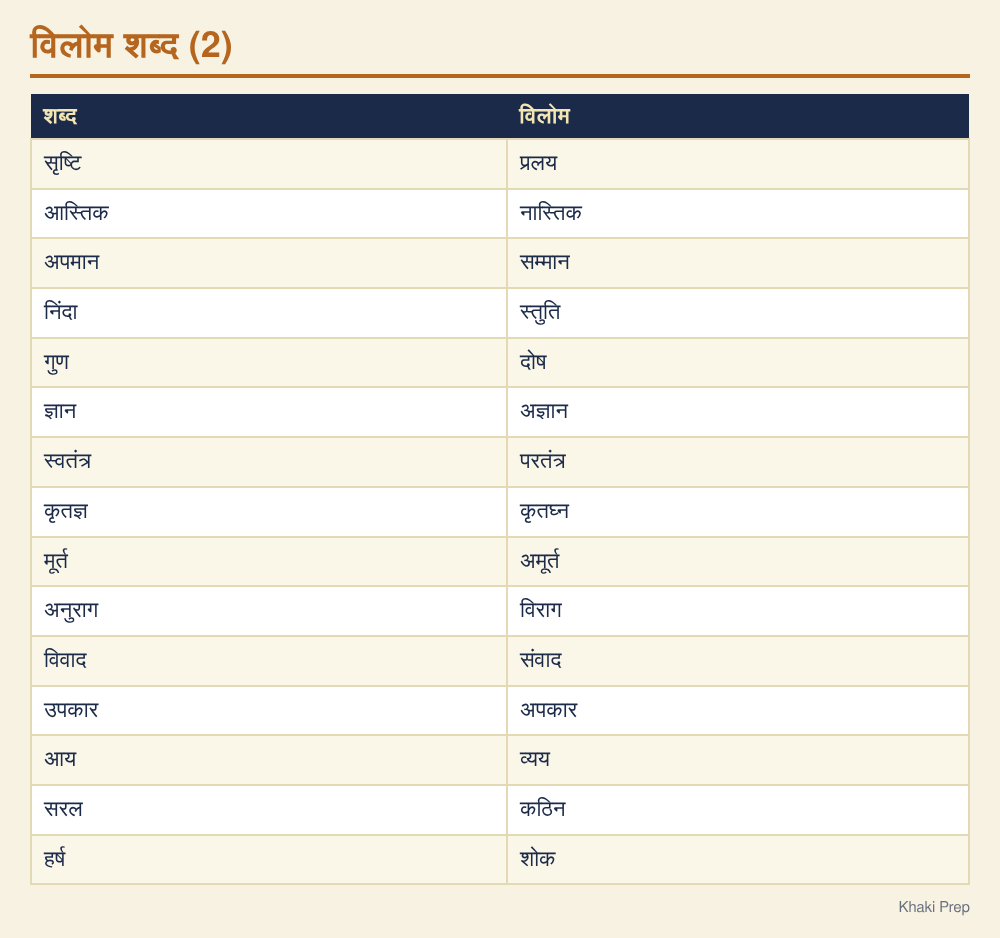 विलोम शब्द (2)
शब्द विलोम
सृष्टि प्रलय
आस्तिक नास्तिक
अपमान सम्मान
निंदा स्तुति
गुण दोष
ज्ञान अज्ञान
स्वतंत्र परतंत्र
कृतज्ञ कृतघ्न
मूर्त अमूर्त
अनुराग विराग
विवाद संवाद
उपकार अपकार
आय व्यय
सरल कठिन
हर्ष शोक
Khaki Prep